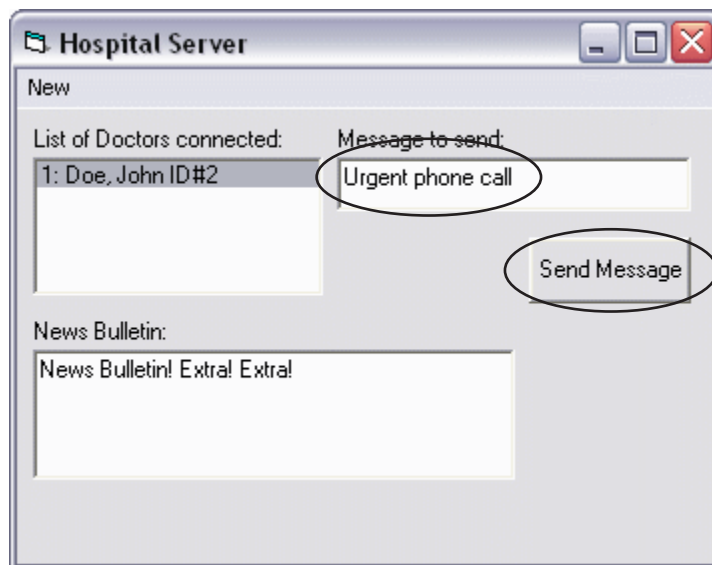 Hospital Server
New
List of Doctors connected:
Message to send:
1: Doe, John ID#2
Urgent phone call
Send Message
News Bulletin:
News Bulletin! Extra! Extra!